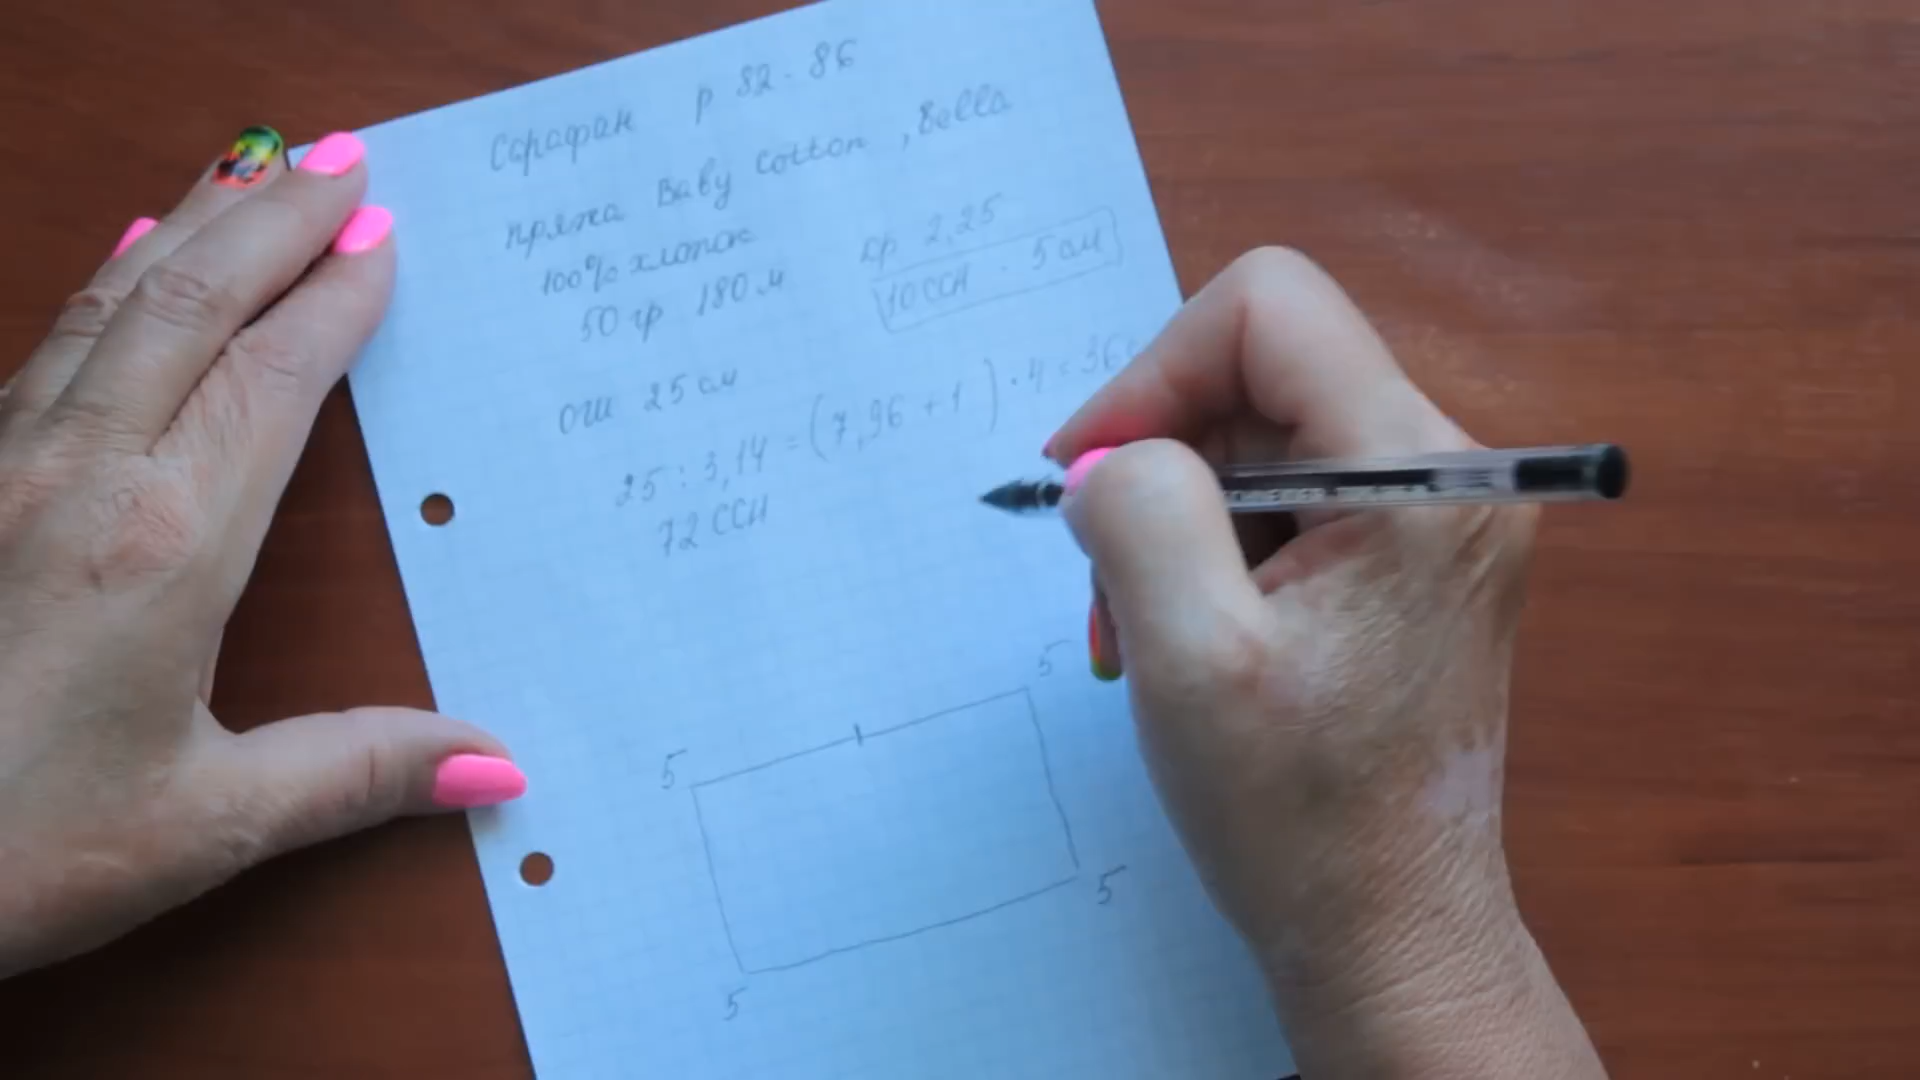 Сарафан р 82-86
пряжа Baby Cotton, Bella
100% хлопок
50 гр 180 м
кр 2,25
10 ССН - 5 см
ОШ 25 см
25 : 3,14 = (7,96 + 1) · 4 = 36
72 ССН
5
5
5
5